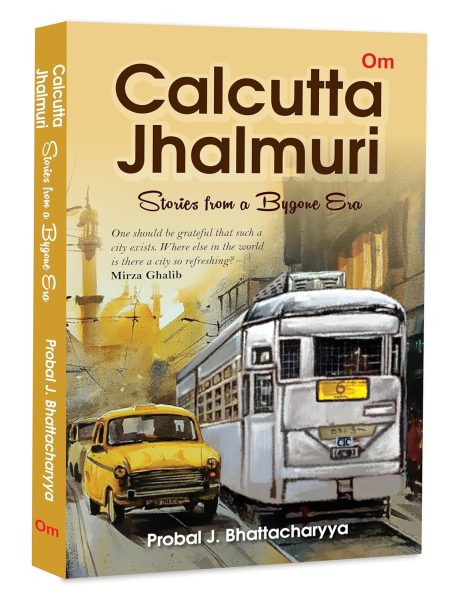 Om
Calcutta
Jhalmuri
Stories from a Bygone Era
One should be grateful that such a
city exists. Where else in the world
is there a city so refreshing? –
Mirza Ghalib
6
CTC
Probal J. Bhattacharyya
Calcutta
Jhalmuri
Stories from a Bygone Era
Probal J. Bhattacharyya
Om